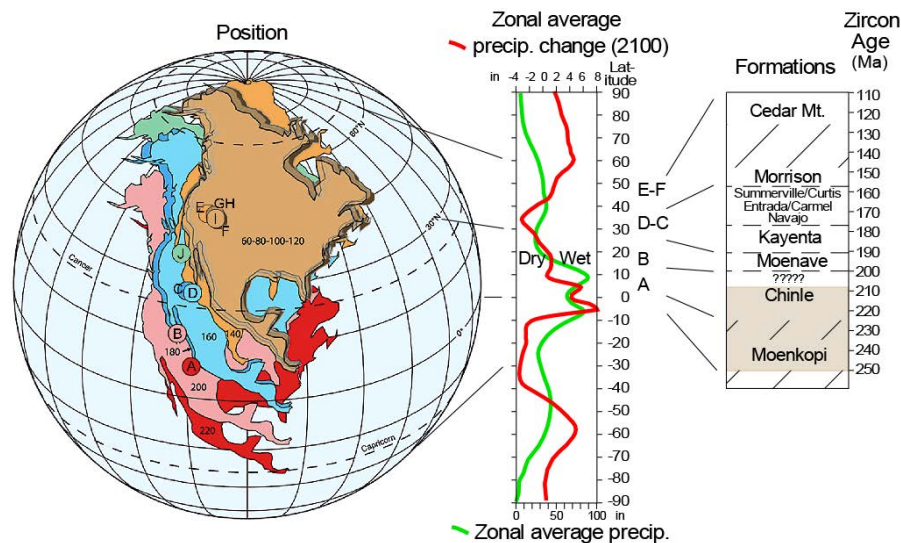 Position
80°N
30°N
Cancer
0°
Capricorn
E
GH
I
F
60-80-100-120
J
C
D
B
A
140
160
180
200
220
Zonal average
precip. change (2100)
in
Lat-
itude
-4 -2 0 2 4 6 8
90
80
70
60
50
40
30
20
10
0
-10
-20
-30
-40
-50
-60
-70
-80
-90
Dry Wet
0 50 100
in
Zonal average precip.
E-F
D-C
B
A
Formations
Cedar Mt.
Morrison
Summerville/Curtis
Entrada/Carmel
Navajo
Kayenta
Moenave
?????
Chinle
Moenkopi
Zircon
Age
(Ma)
110
120
130
140
150
160
170
180
190
200
210
220
230
240
250